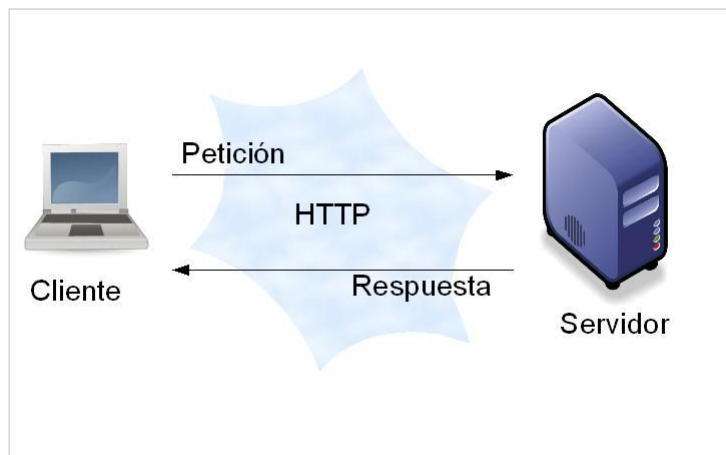 Petición
HTTP
Respuesta
Cliente
Servidor